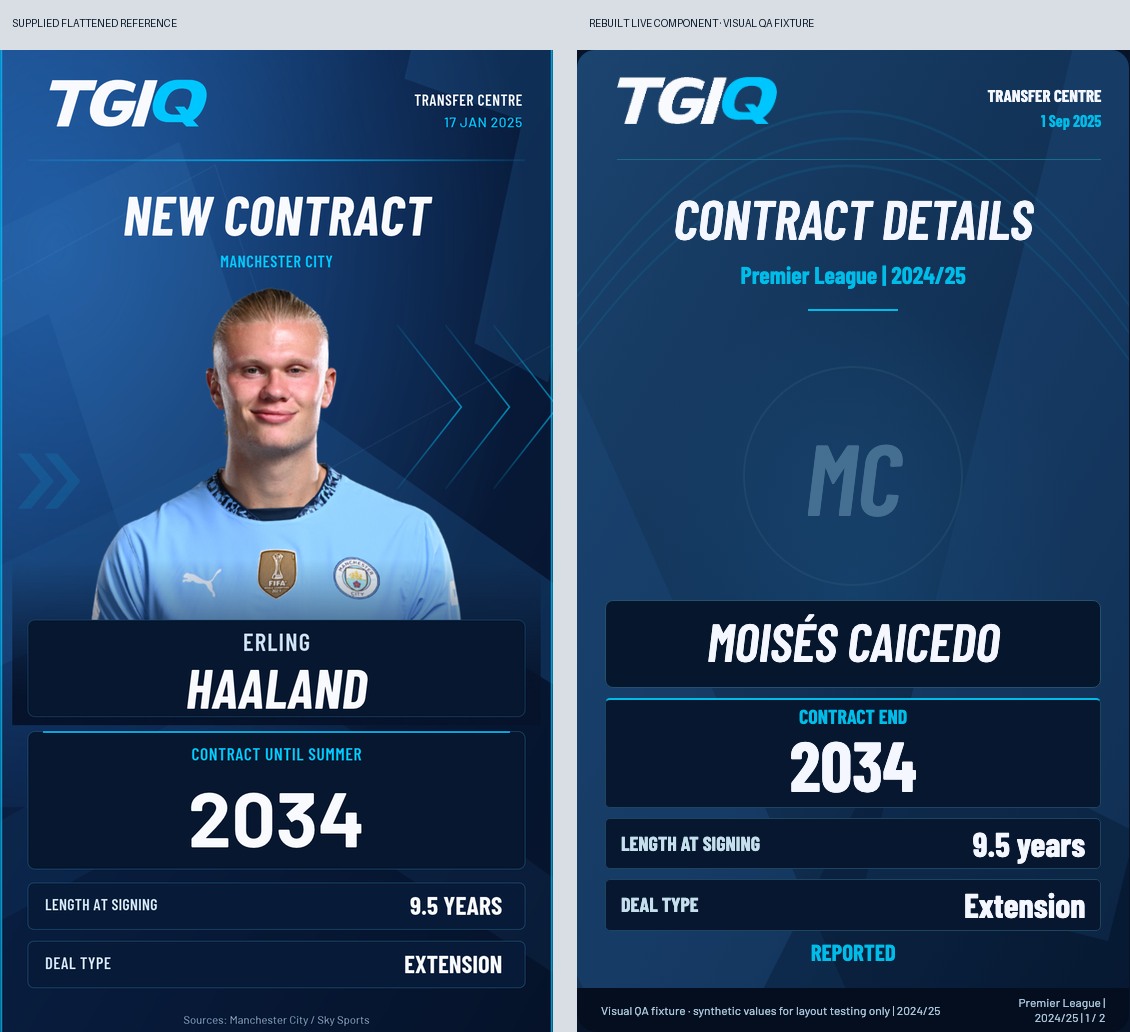 SUPPLIED FLATTENED REFERENCE
TGIQ
TRANSFER CENTRE
17 JAN 2025
NEW CONTRACT
MANCHESTER CITY
FIFA
MANCHESTER
CITY
ERLING
HAALAND
CONTRACT UNTIL SUMMER
2034
LENGTH AT SIGNING 9.5 YEARS
DEAL TYPE EXTENSION
Sources: Manchester City / Sky Sports
REBUILT LIVE COMPONENT · VISUAL QA FIXTURE
TGIQ
TRANSFER CENTRE
1 Sep 2025
CONTRACT DETAILS
Premier League | 2024/25
MC
MOISÉS CAICEDO
CONTRACT END
2034
LENGTH AT SIGNING 9.5 years
DEAL TYPE Extension
REPORTED
Visual QA fixture · synthetic values for layout testing only | 2024/25
Premier League |
2024/25 | 1 / 2